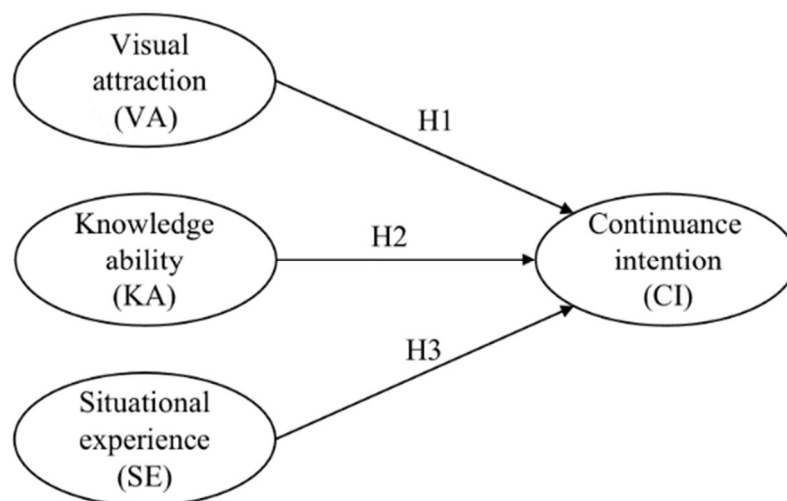 Visual
attraction
(VA)
H1
Knowledge
ability
(KA)
H2
Continuance
intention
(CI)
H3
Situational
experience
(SE)